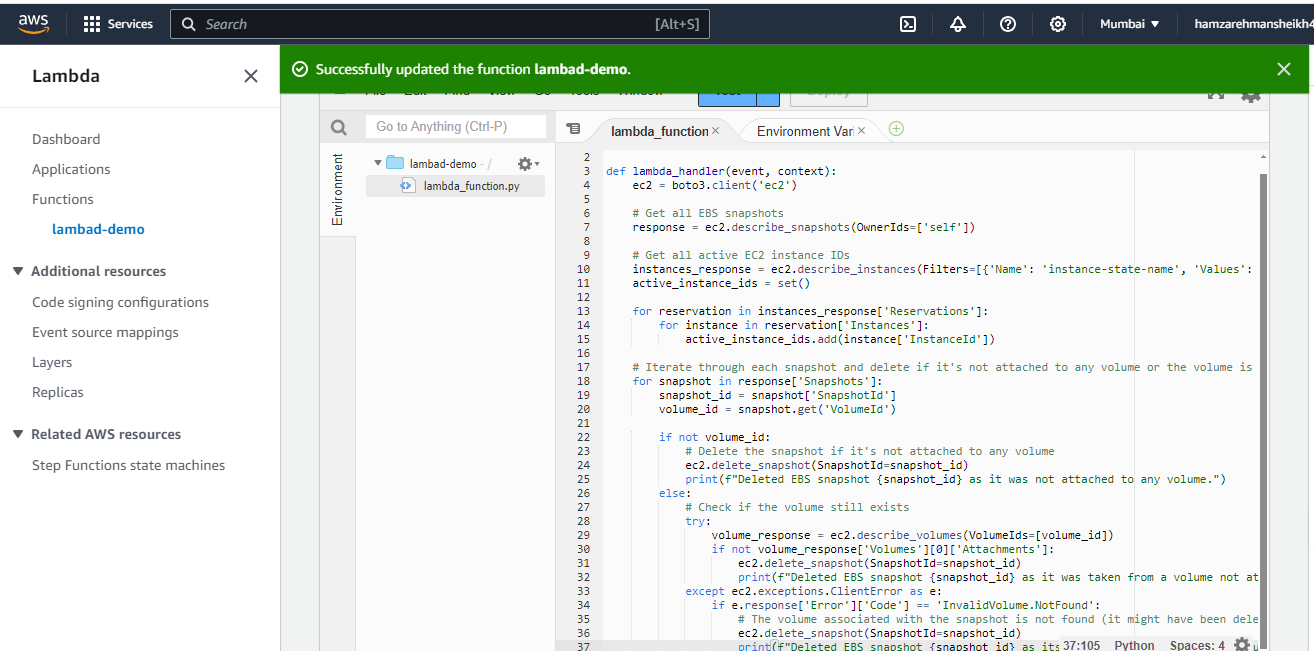 aws
Services
Search
[Alt+S]
Mumbai
hamzarehmansheikh4
Lambda
Successfully updated the function lambad-demo.
Dashboard
Applications
Functions
lambad-demo
Additional resources
Code signing configurations
Event source mappings
Layers
Replicas
Related AWS resources
Step Functions state machines
Go to Anything (Ctrl-P)
lambda_function
Environment Var
Environment
lambad-demo - /
lambda_function.py
2
3 def lambda_handler(event, context):
4 ec2 = boto3.client('ec2')
5
6 # Get all EBS snapshots
7 response = ec2.describe_snapshots(OwnerIds=['self'])
8
9 # Get all active EC2 instance IDs
10 instances_response = ec2.describe_instances(Filters=[{'Name': 'instance-state-name', 'Values':
11 active_instance_ids = set()
12
13 for reservation in instances_response['Reservations']:
14 for instance in reservation['Instances']:
15 active_instance_ids.add(instance['InstanceId'])
16
17 # Iterate through each snapshot and delete if it's not attached to any volume or the volume is
18 for snapshot in response['Snapshots']:
19 snapshot_id = snapshot['SnapshotId']
20 volume_id = snapshot.get('VolumeId')
21
22 if not volume_id:
23 # Delete the snapshot if it's not attached to any volume
24 ec2.delete_snapshot(SnapshotId=snapshot_id)
25 print(f"Deleted EBS snapshot {snapshot_id} as it was not attached to any volume.")
26 else:
27 # Check if the volume still exists
28 try:
29 volume_response = ec2.describe_volumes(VolumeIds=[volume_id])
30 if not volume_response['Volumes'][0]['Attachments']:
31 ec2.delete_snapshot(SnapshotId=snapshot_id)
32 print(f"Deleted EBS snapshot {snapshot_id} as it was taken from a volume not at
33 except ec2.exceptions.ClientError as e:
34 if e.response['Error']['Code'] == 'InvalidVolume.NotFound':
35 # The volume associated with the snapshot is not found (it might have been dele
36 ec2.delete_snapshot(SnapshotId=snapshot_id)
37 print(f"Deleted EBS snapshot {snapshot_id} as its
37:105 Python Spaces: 4